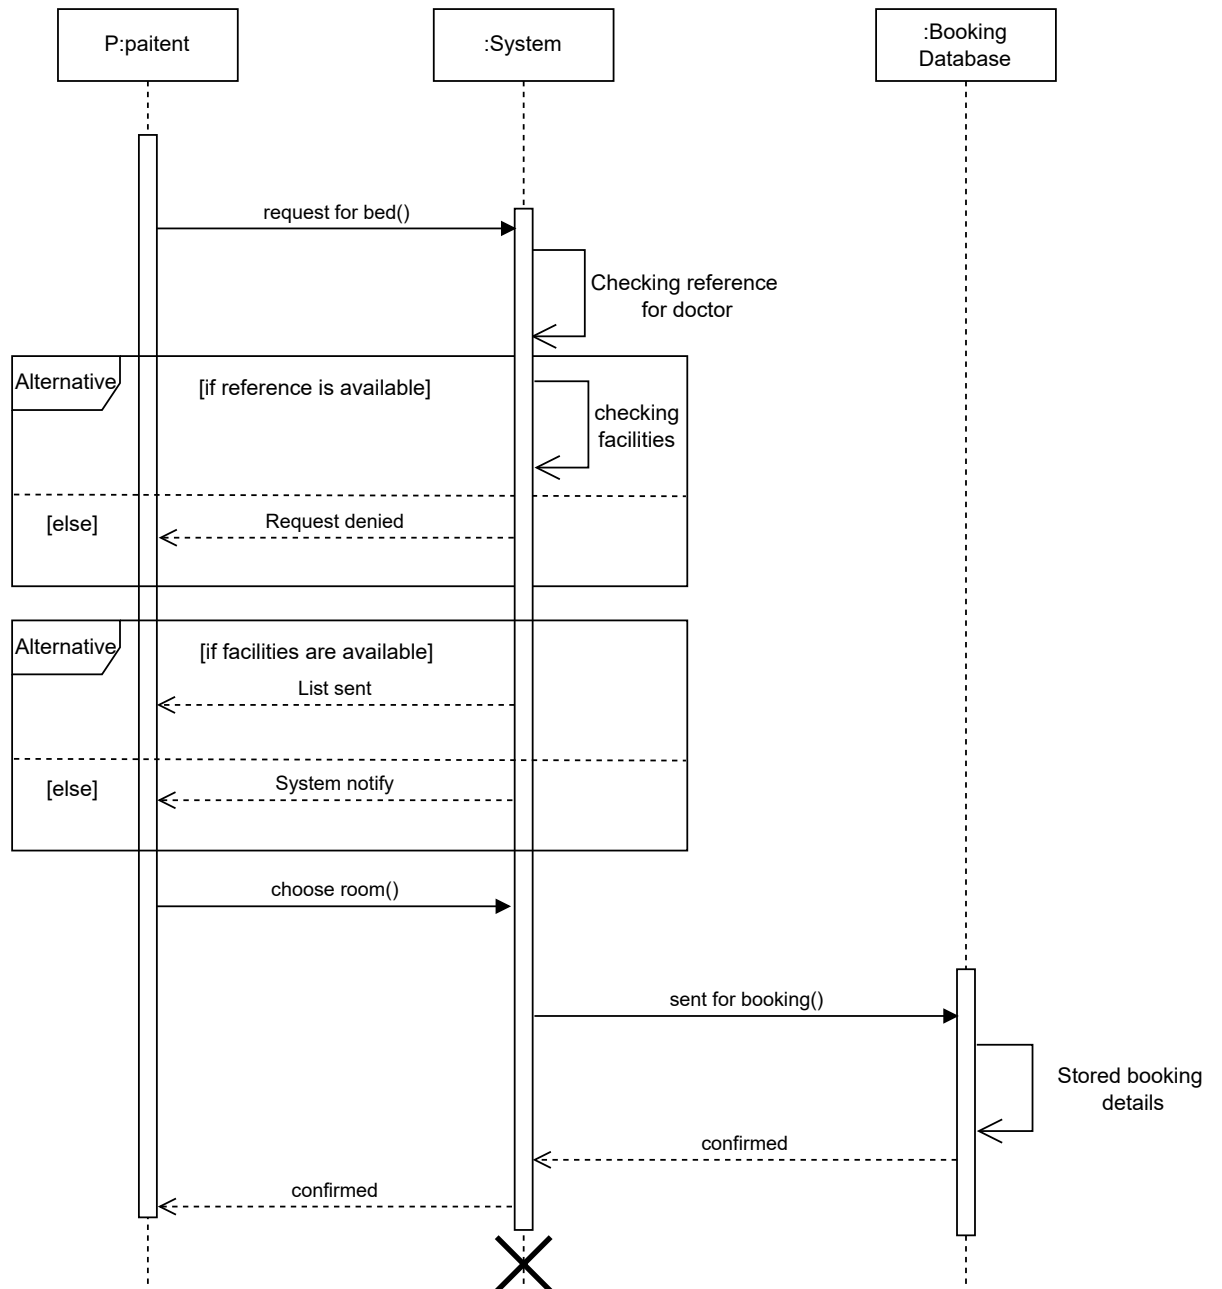 P:paitent
:System
:Booking
Database
request for bed()
Checking reference
for doctor
Alternative
[if reference is available]
checking
facilities
[else]
Request denied
Alternative
[if facilities are available]
List sent
[else]
System notify
choose room()
sent for booking()
Stored booking
details
confirmed
confirmed